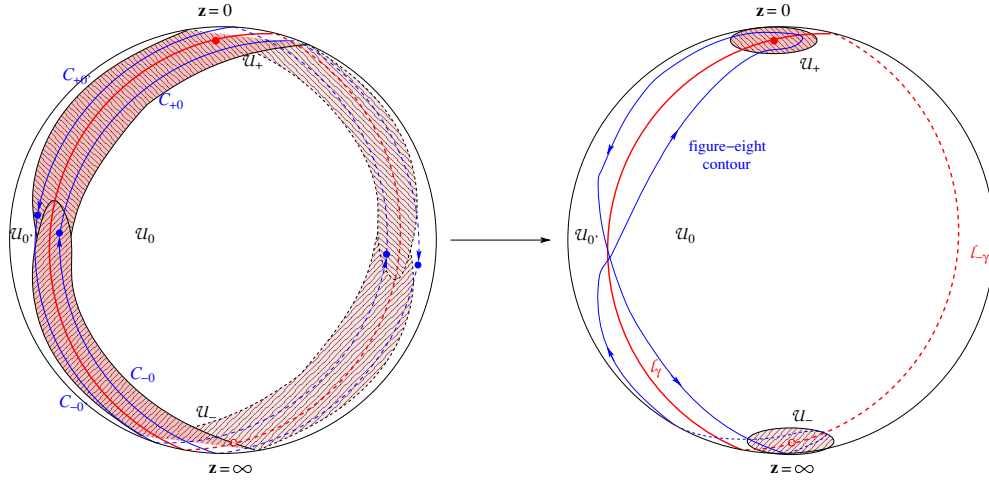 z = 0
C+0'
𝒰+
C+0
𝒰0'
𝒰0
C−0
C−0
𝒰−
z = ∞
z = 0
𝒰+
figure−eight
contour
𝒰0'
𝒰0
ℓ−γ
ℓγ
𝒰−
z = ∞